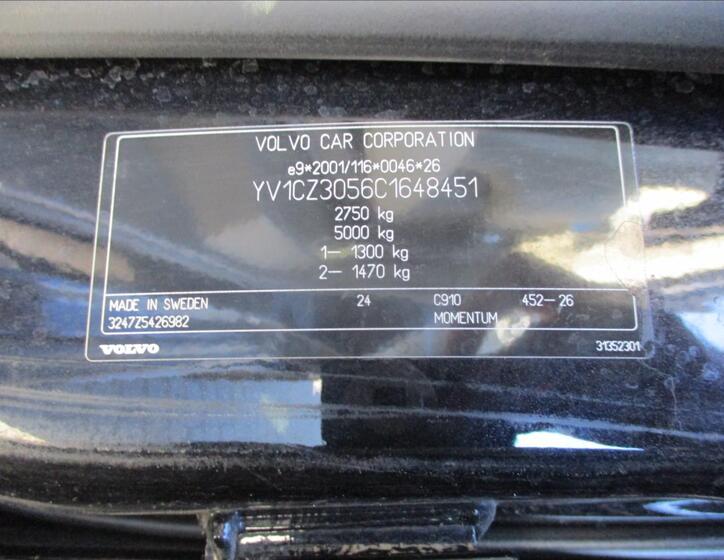 VOLVO CAR CORPORATION
e9*2001/116*0046*26
YV1CZ3056C1648451
2750 kg
5000 kg
1– 1300 kg
2– 1470 kg
MADE IN SWEDEN 24 C910 452–26
3247Z5426982 MOMENTUM
VOLVO 31352301